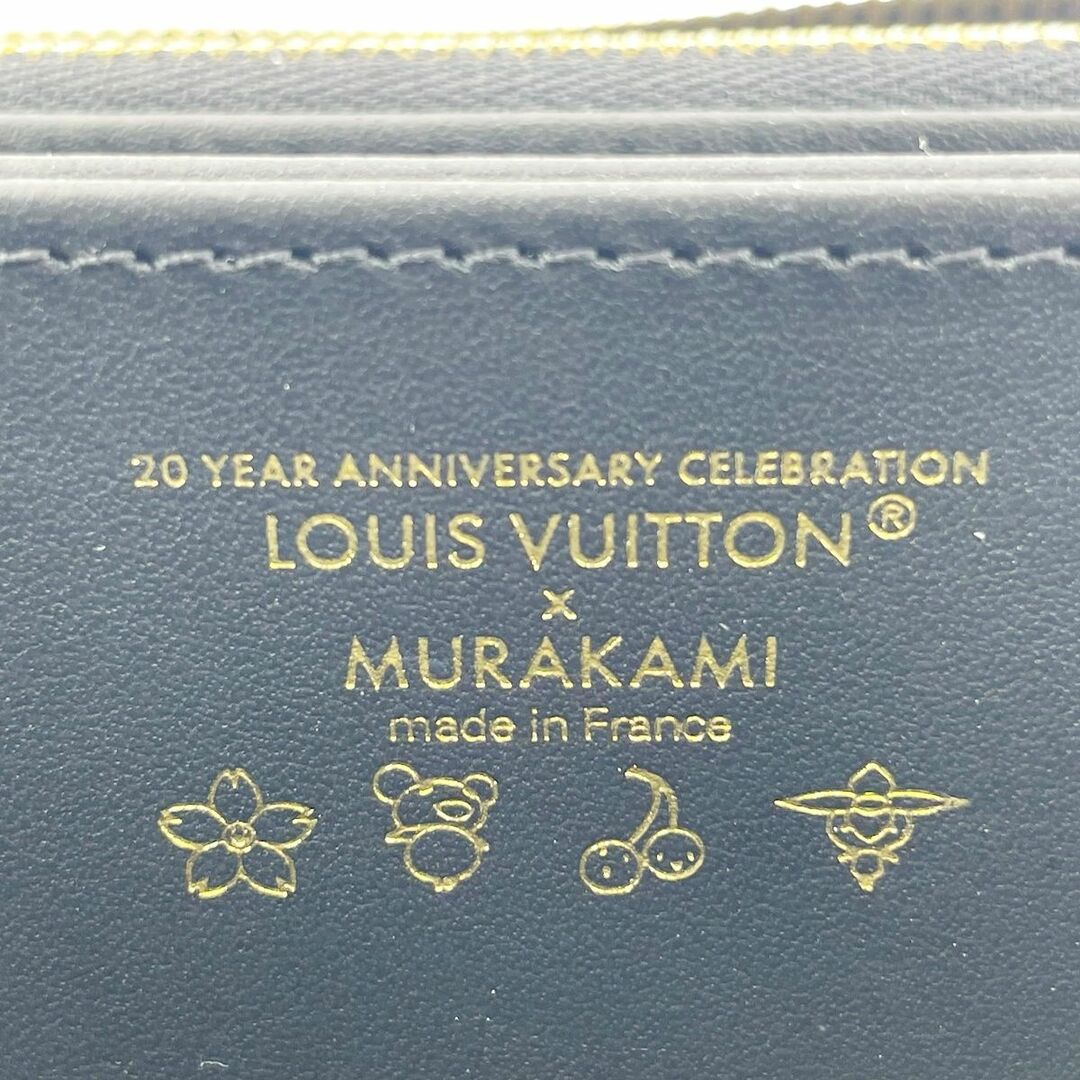 20 YEAR ANNIVERSARY CELEBRATION
LOUIS VUITTON®
x
MURAKAMI
made in France